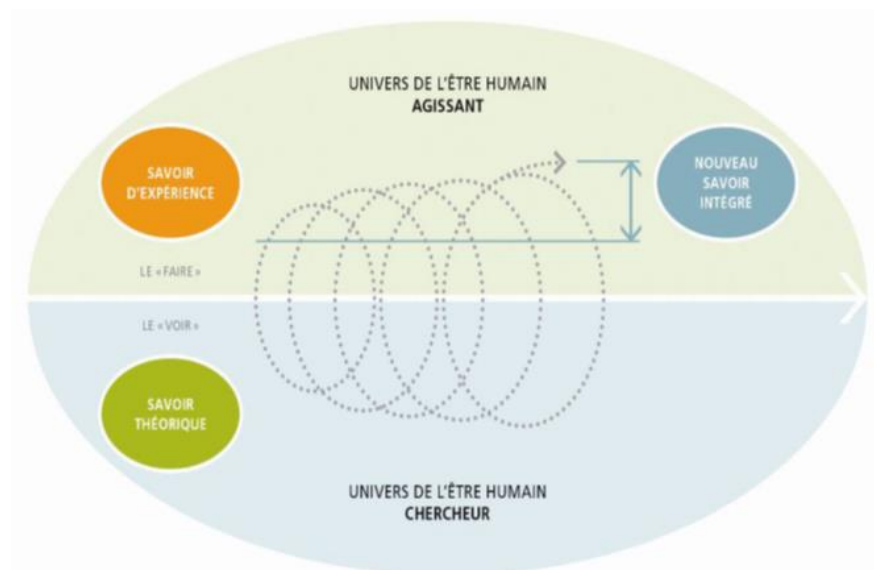 UNIVERS DE L'ÊTRE HUMAIN
AGISSANT
SAVOIR
D'EXPÉRIENCE
NOUVEAU
SAVOIR
INTÉGRÉ
LE «FAIRE»
LE «VOIR»
SAVOIR
THÉORIQUE
UNIVERS DE L'ÊTRE HUMAIN
CHERCHEUR